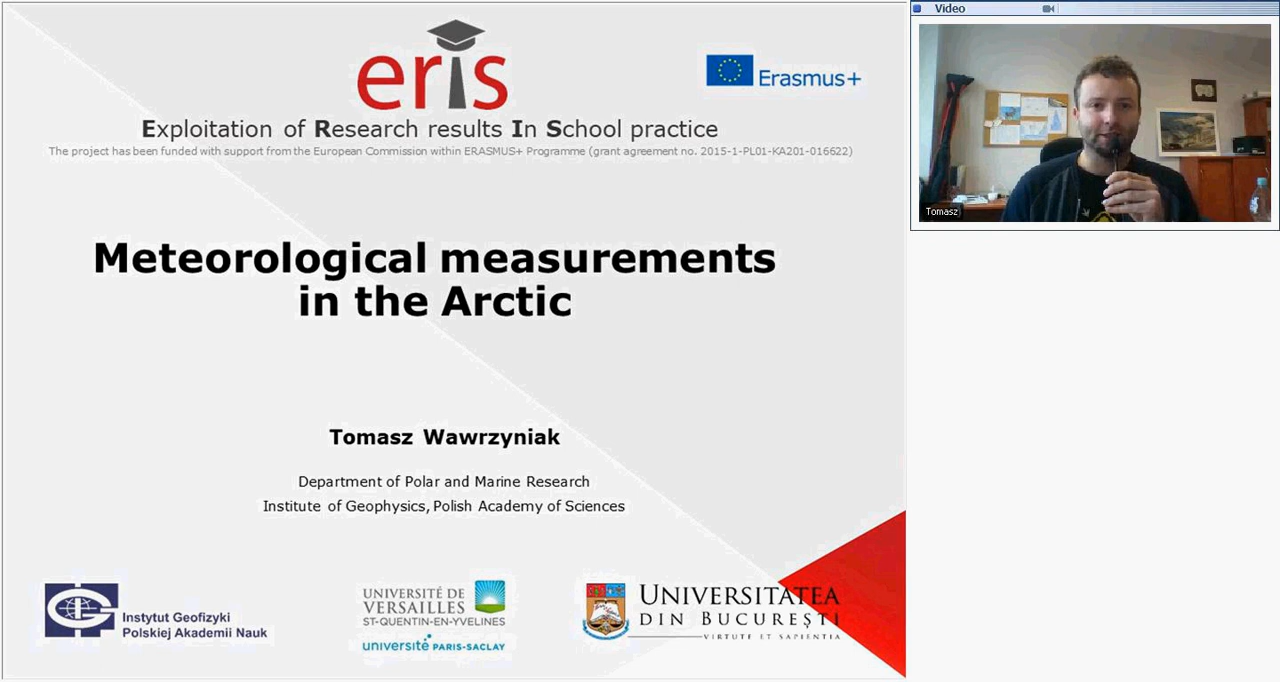 eris
Erasmus+
Exploitation of Research results In School practice
The project has been funded with support from the European Commission within ERASMUS+ Programme (grant agreement no. 2015-1-PL01-KA201-016622)
Meteorological measurements
in the Arctic
Tomasz Wawrzyniak
Department of Polar and Marine Research
Institute of Geophysics, Polish Academy of Sciences
Instytut Geofizyki
Polskiej Akademii Nauk
UNIVERSITÉ DE
VERSAILLES
ST-QUENTIN-EN-YVELINES
université PARIS-SACLAY
UNIVERSITATEA
DIN BUCUREȘTI
VIRTUTE ET SAPIENTIA
Video
Tomasz